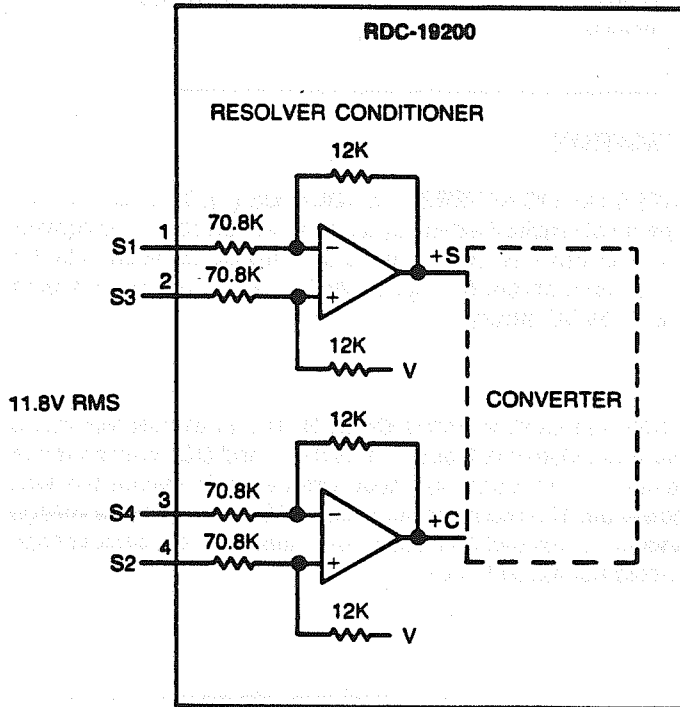 RDC-19200
RESOLVER CONDITIONER
12K
S1 1 70.8K − +S
S3 2 70.8K +
12K V
11.8V RMS
CONVERTER
12K
S4 3 70.8K − +C
S2 4 70.8K +
12K V